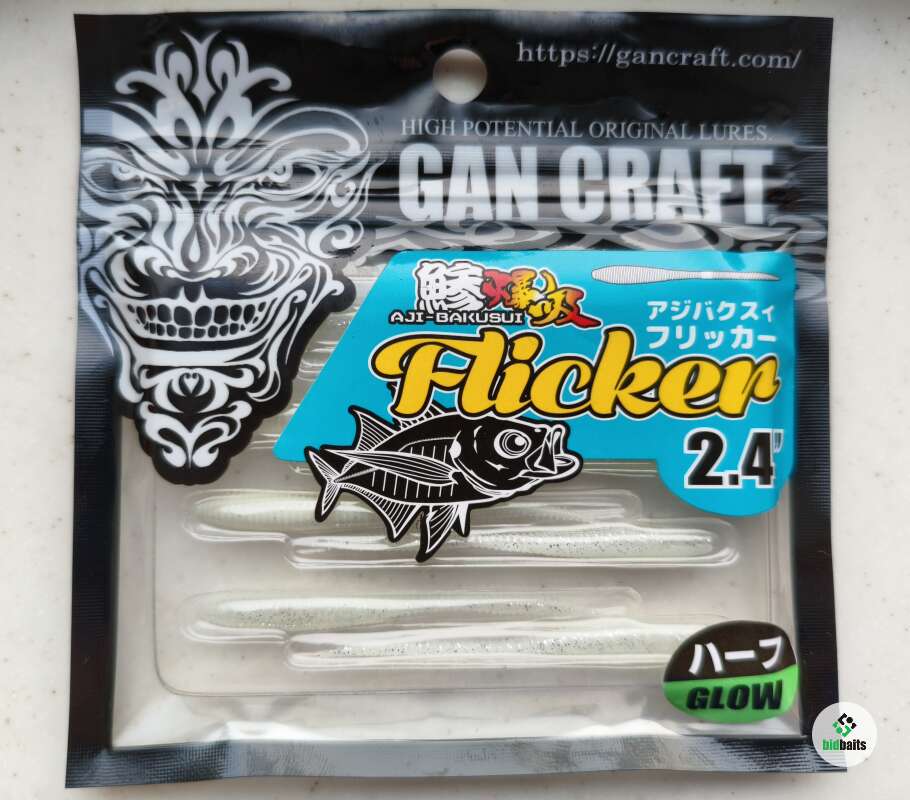 https://gancraft.com/
HIGH POTENTIAL ORIGINAL LURES.
GAN CRAFT
鯵爆吸
AJI-BAKUSUI
アジバクスィ
フリッカー
Flicker
2.4"
ハーフ
GLOW
bidbaits